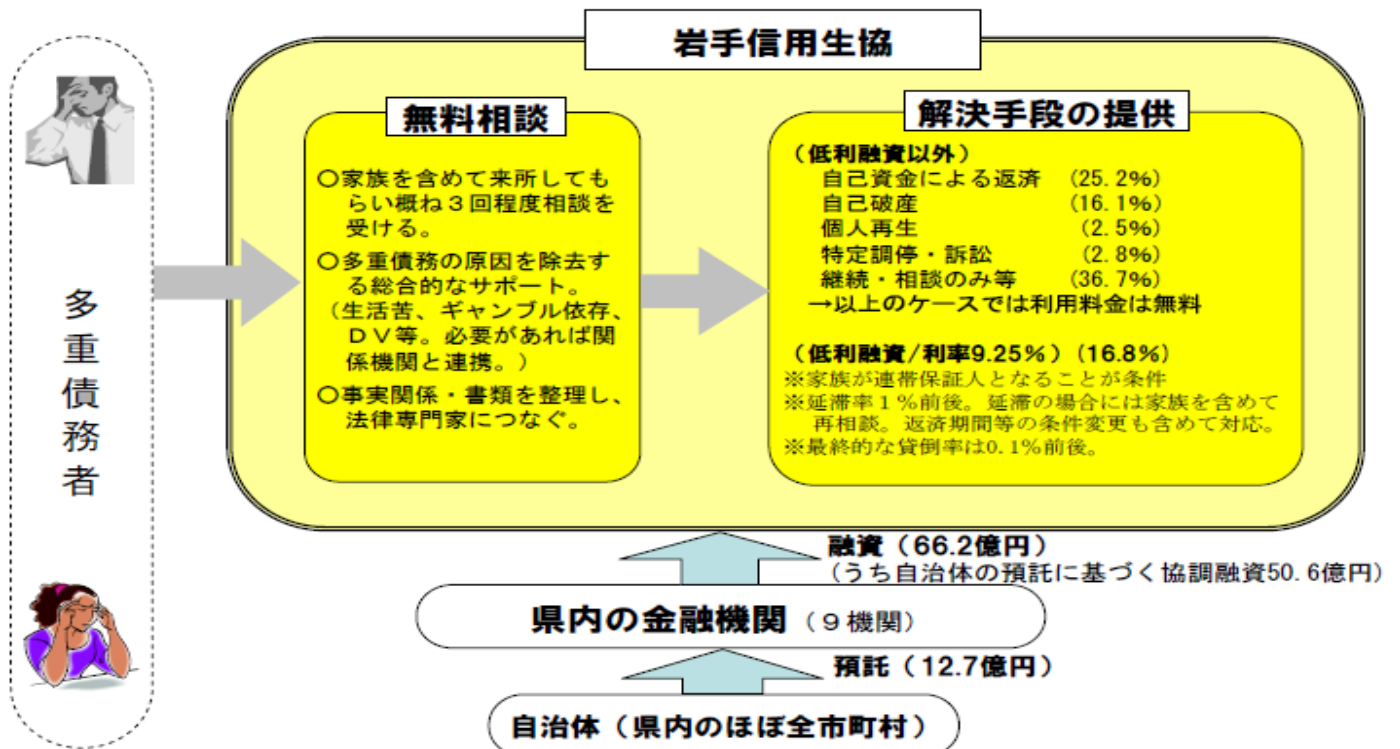 岩手信用生協
多重債務者
無料相談
○家族を含めて来所しても
らい概ね3回程度相談を
受ける。
○多重債務の原因を除去す
る総合的なサポート。
(生活苦、ギャンブル依存、
DV等。必要があれば関
係機関と連携。)
○事実関係・書類を整理し、
法律専門家につなぐ。
解決手段の提供
(低利融資以外)
自己資金による返済 (25.2%)
自己破産 (16.1%)
個人再生 (2.5%)
特定調停・訴訟 (2.8%)
継続・相談のみ等 (36.7%)
→以上のケースでは利用料金は無料
(低利融資/利率9.25%) (16.8%)
※家族が連帯保証人となることが条件
※延滞率1%前後。延滞の場合には家族を含めて
再相談。返済期間等の条件変更も含めて対応。
※最終的な貸倒率は0.1%前後。
融資(66.2億円)
(うち自治体の預託に基づく協調融資50.6億円)
県内の金融機関(9機関)
預託(12.7億円)
自治体(県内のほぼ全市町村)